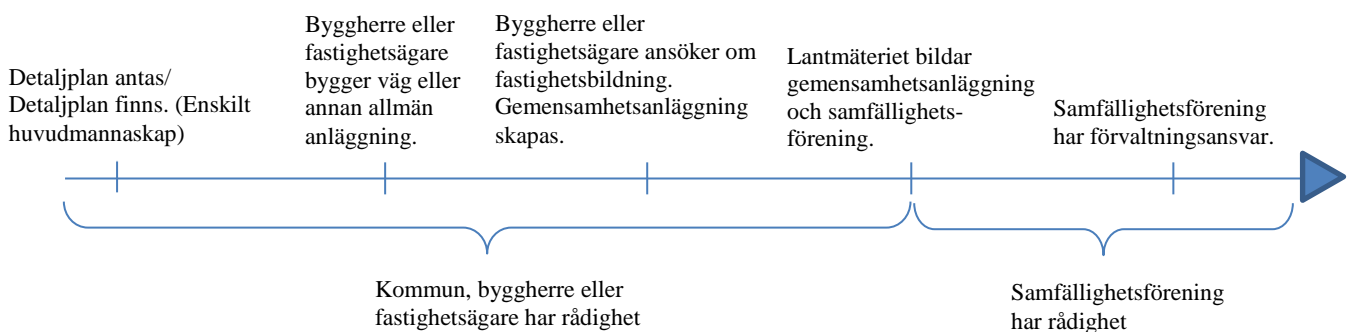 Detaljplan antas/
Detaljplan finns. (Enskilt
huvudmannaskap)
Byggherre eller
fastighetsägare
bygger väg eller
annan allmän
anläggning.
Byggherre eller
fastighetsägare ansöker om
fastighetsbildning.
Gemensamhetsanläggning
skapas.
Lantmäteriet bildar
gemensamhetsanläggning
och samfällighets-
förening.
Samfällighetsförening
har förvaltningsansvar.
Kommun, byggherre eller
fastighetsägare har rådighet
Samfällighetsförening
har rådighet